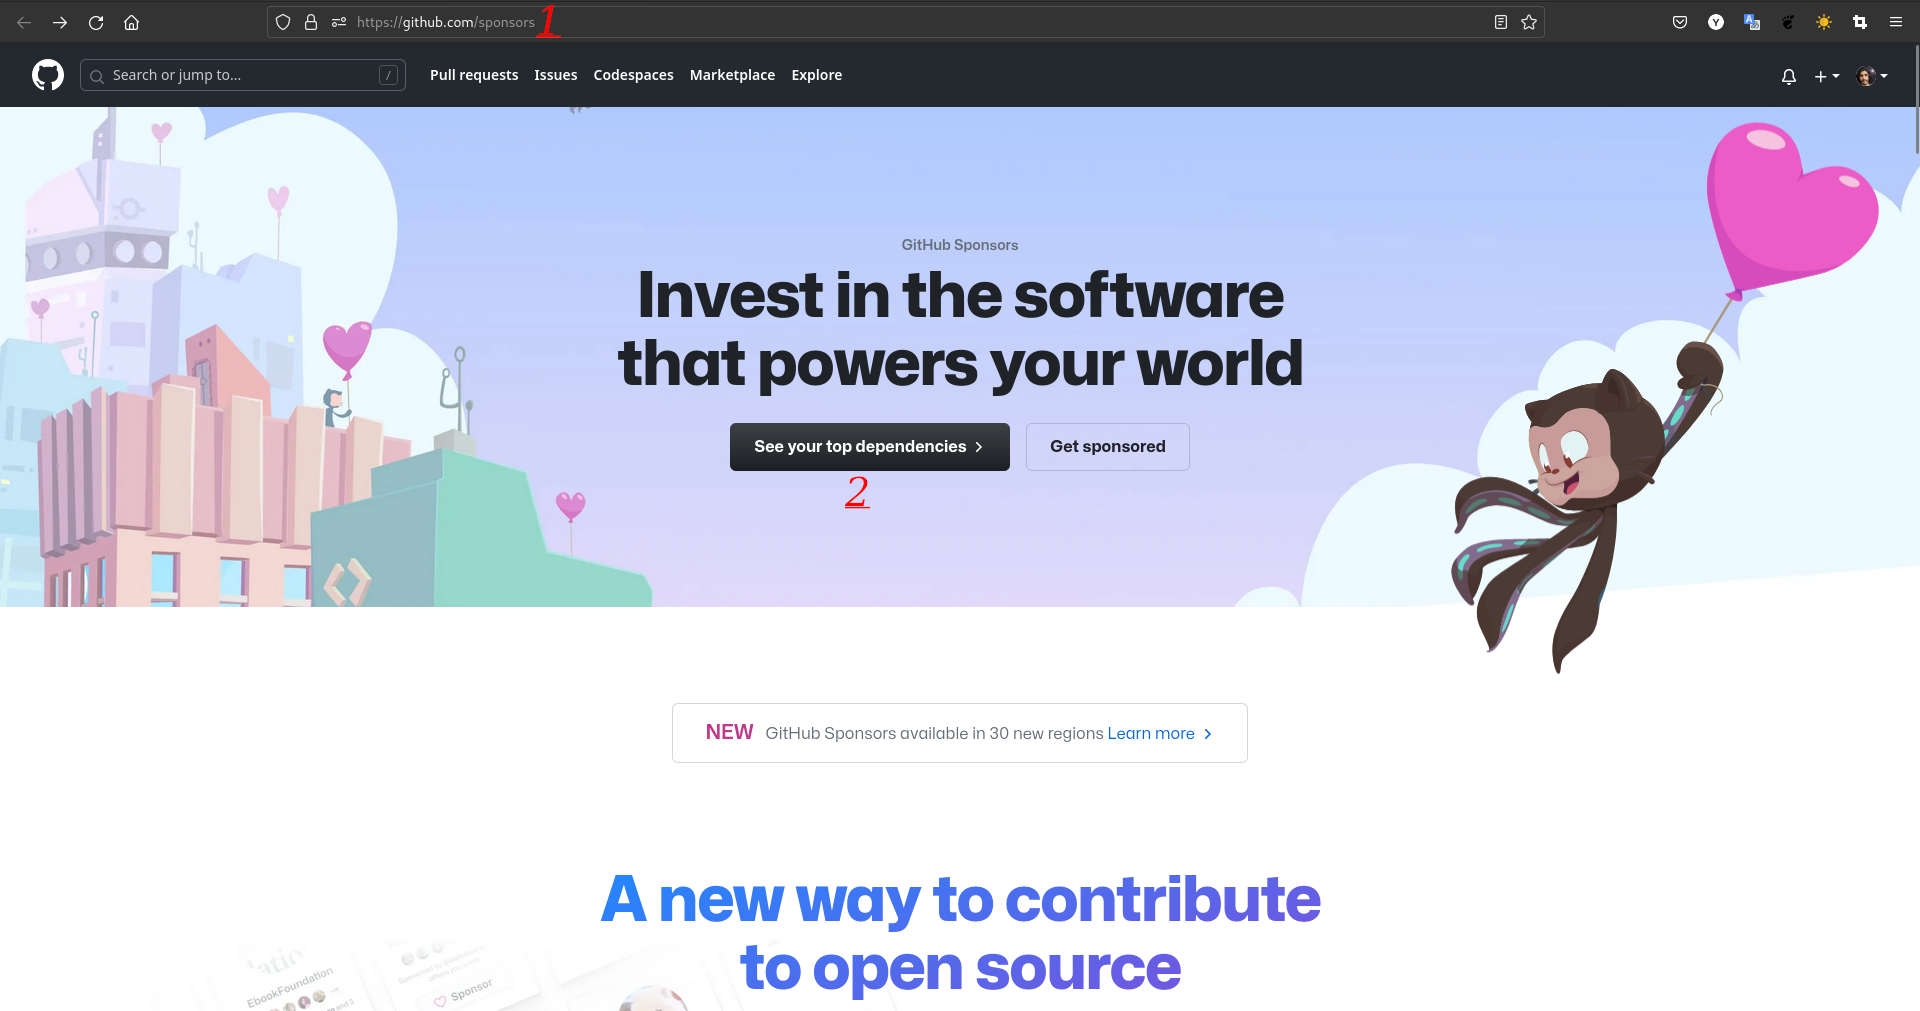 https://github.com/sponsors 1
Search or jump to... /
Pull requests Issues Codespaces Marketplace Explore
GitHub Sponsors
Invest in the software
that powers your world
See your top dependencies Get sponsored
2
NEW GitHub Sponsors available in 30 new regions Learn more
A new way to contribute
to open source
EbookFoundation
Sponsor